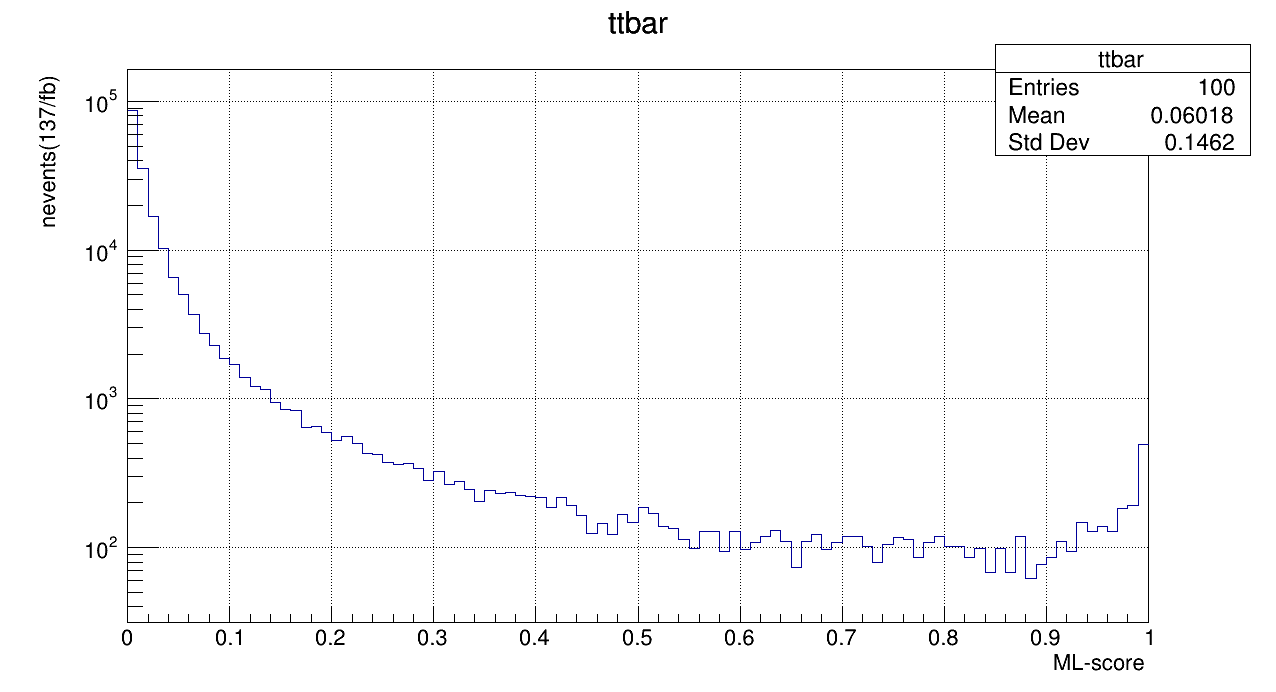 ttbar
ttbar
Entries 100
Mean 0.06018
Std Dev 0.1462
nevents(137/fb)
10^5
10^4
10^3
10^2
0 0.1 0.2 0.3 0.4 0.5 0.6 0.7 0.8 0.9 1
ML-score